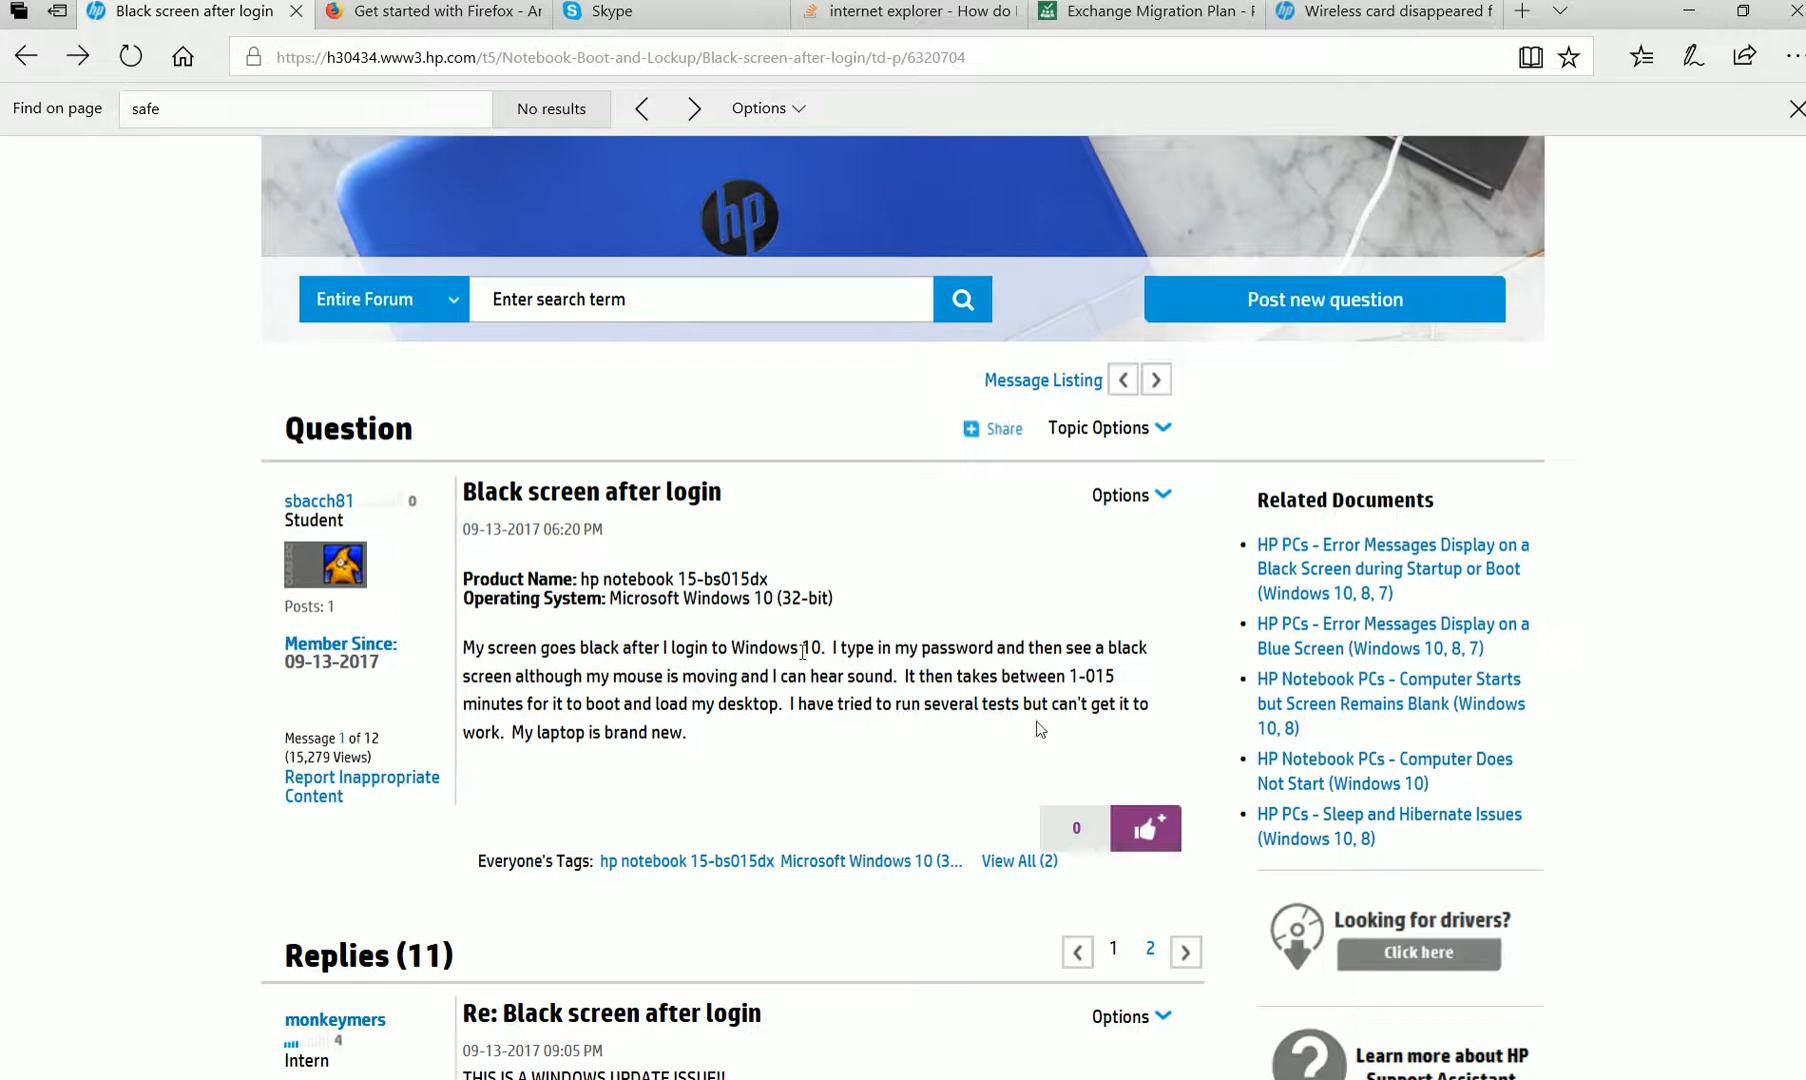 Black screen after login
Get started with Firefox - Ar
Skype
internet explorer - How do I
Exchange Migration Plan - F
Wireless card disappeared f
https://h30434.www3.hp.com/t5/Notebook-Boot-and-Lockup/Black-screen-after-login/td-p/6320704
Find on page
safe
No results
Options
hp
Entire Forum
Enter search term
Post new question
Message Listing
Question
Share
Topic Options
sbacch81
0
Student
CLASSIC
Posts: 1
Member Since:
09-13-2017
Message 1 of 12
(15,279 Views)
Report Inappropriate
Content
Black screen after login
Options
09-13-2017 06:20 PM
Product Name: hp notebook 15-bs015dx
Operating System: Microsoft Windows 10 (32-bit)
My screen goes black after I login to Windows 10.  I type in my password and then see a black
screen although my mouse is moving and I can hear sound.  It then takes between 1-015
minutes for it to boot and load my desktop.  I have tried to run several tests but can't get it to
work.  My laptop is brand new.
0
Everyone's Tags: hp notebook 15-bs015dx Microsoft Windows 10 (3... View All (2)
Related Documents
HP PCs - Error Messages Display on a
Black Screen during Startup or Boot
(Windows 10, 8, 7)
HP PCs - Error Messages Display on a
Blue Screen (Windows 10, 8, 7)
HP Notebook PCs - Computer Starts
but Screen Remains Blank (Windows
10, 8)
HP Notebook PCs - Computer Does
Not Start (Windows 10)
HP PCs - Sleep and Hibernate Issues
(Windows 10, 8)
Looking for drivers?
Click here
Learn more about HP
Support Assistant
Replies (11)
1 2
monkeymers
4
Intern
Re: Black screen after login
Options
09-13-2017 09:05 PM
THIS IS A WINDOWS UPDATE ISSUE!!